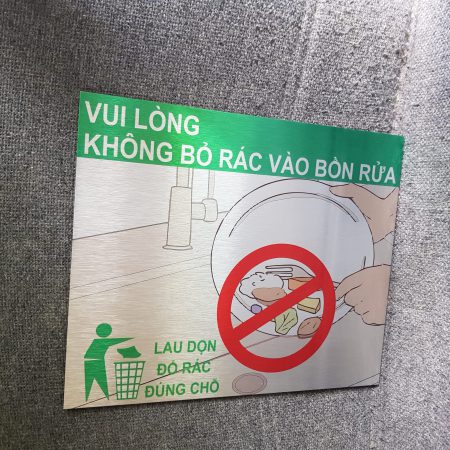 VUI LÒNG
KHÔNG BỎ RÁC VÀO BỒN RỬA
LAU DỌN
ĐỔ RÁC
ĐÚNG CHỖ